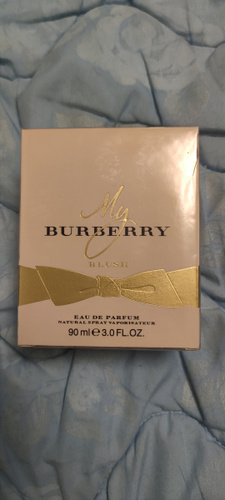 My
BURBERRY
BLUSH
EAU DE PARFUM
NATURAL SPRAY VAPORISATEUR
90 ml ℮ 3.0 FL.OZ.